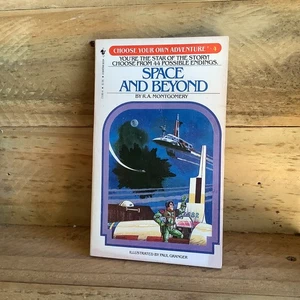 CHOOSE YOUR OWN ADVENTURE® 4
YOU'RE THE STAR OF THE STORY!
CHOOSE FROM 44 POSSIBLE ENDINGS.
SPACE
AND BEYOND
BY R.A. MONTGOMERY
ILLUSTRATED BY PAUL GRANGER